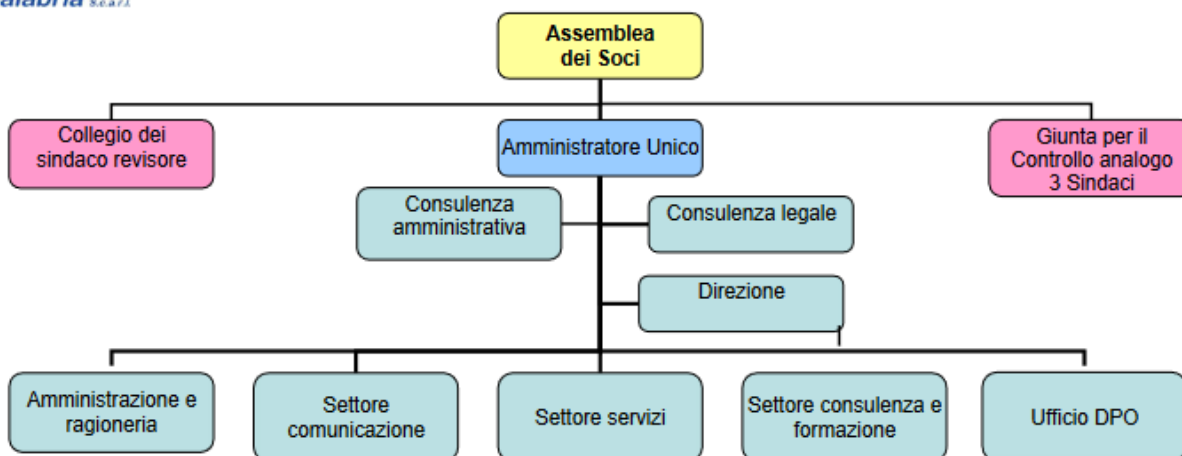 alabria s.c.a r.l.
Assemblea
dei Soci
Collegio dei
sindaco revisore
Amministratore Unico
Giunta per il
Controllo analogo
3 Sindaci
Consulenza
amministrativa
Consulenza legale
Direzione
Amministrazione e
ragioneria
Settore
comunicazione
Settore servizi
Settore consulenza e
formazione
Ufficio DPO